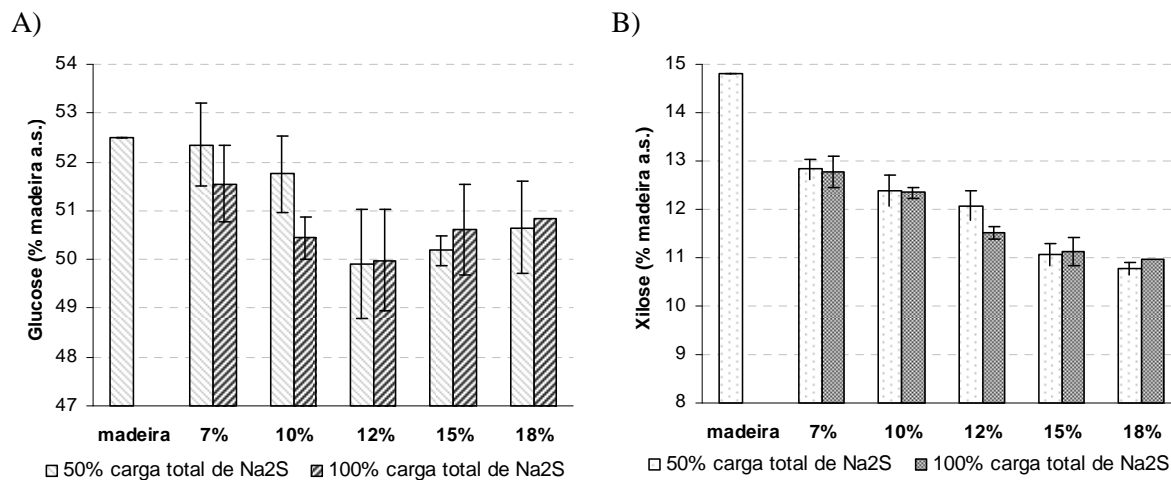 A)
Glucose (% madeira a.s.)
54
53
52
51
50
49
48
47
madeira 7% 10% 12% 15% 18%
50% carga total de Na2S 100% carga total de Na2S
B)
Xilose (% madeira a.s.)
15
14
13
12
11
10
9
8
madeira 7% 10% 12% 15% 18%
50% carga total de Na2S 100% carga total de Na2S